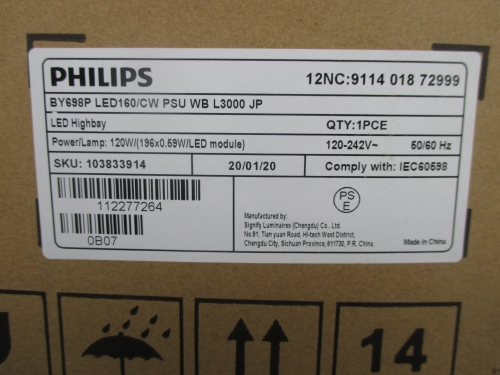 PHILIPS
12NC:9114 018 72999
BY698P LED160/CW PSU WB L3000 JP
LED Highbay
QTY:1PCE
Power/Lamp: 120W/(196x0.59W/LED module)
120-242V~ 50/60 Hz
SKU: 103833914
20/01/20
Comply with: IEC60598
112277264
0B07
PS
E
Manufactured by:
Signify Luminaires (Chengdu) Co. Ltd.
No.91, Tian yuan Road, Hi-tech West District,
Chengdu City, Sichuan Province, 611730, P.R. China.
Made in China
14